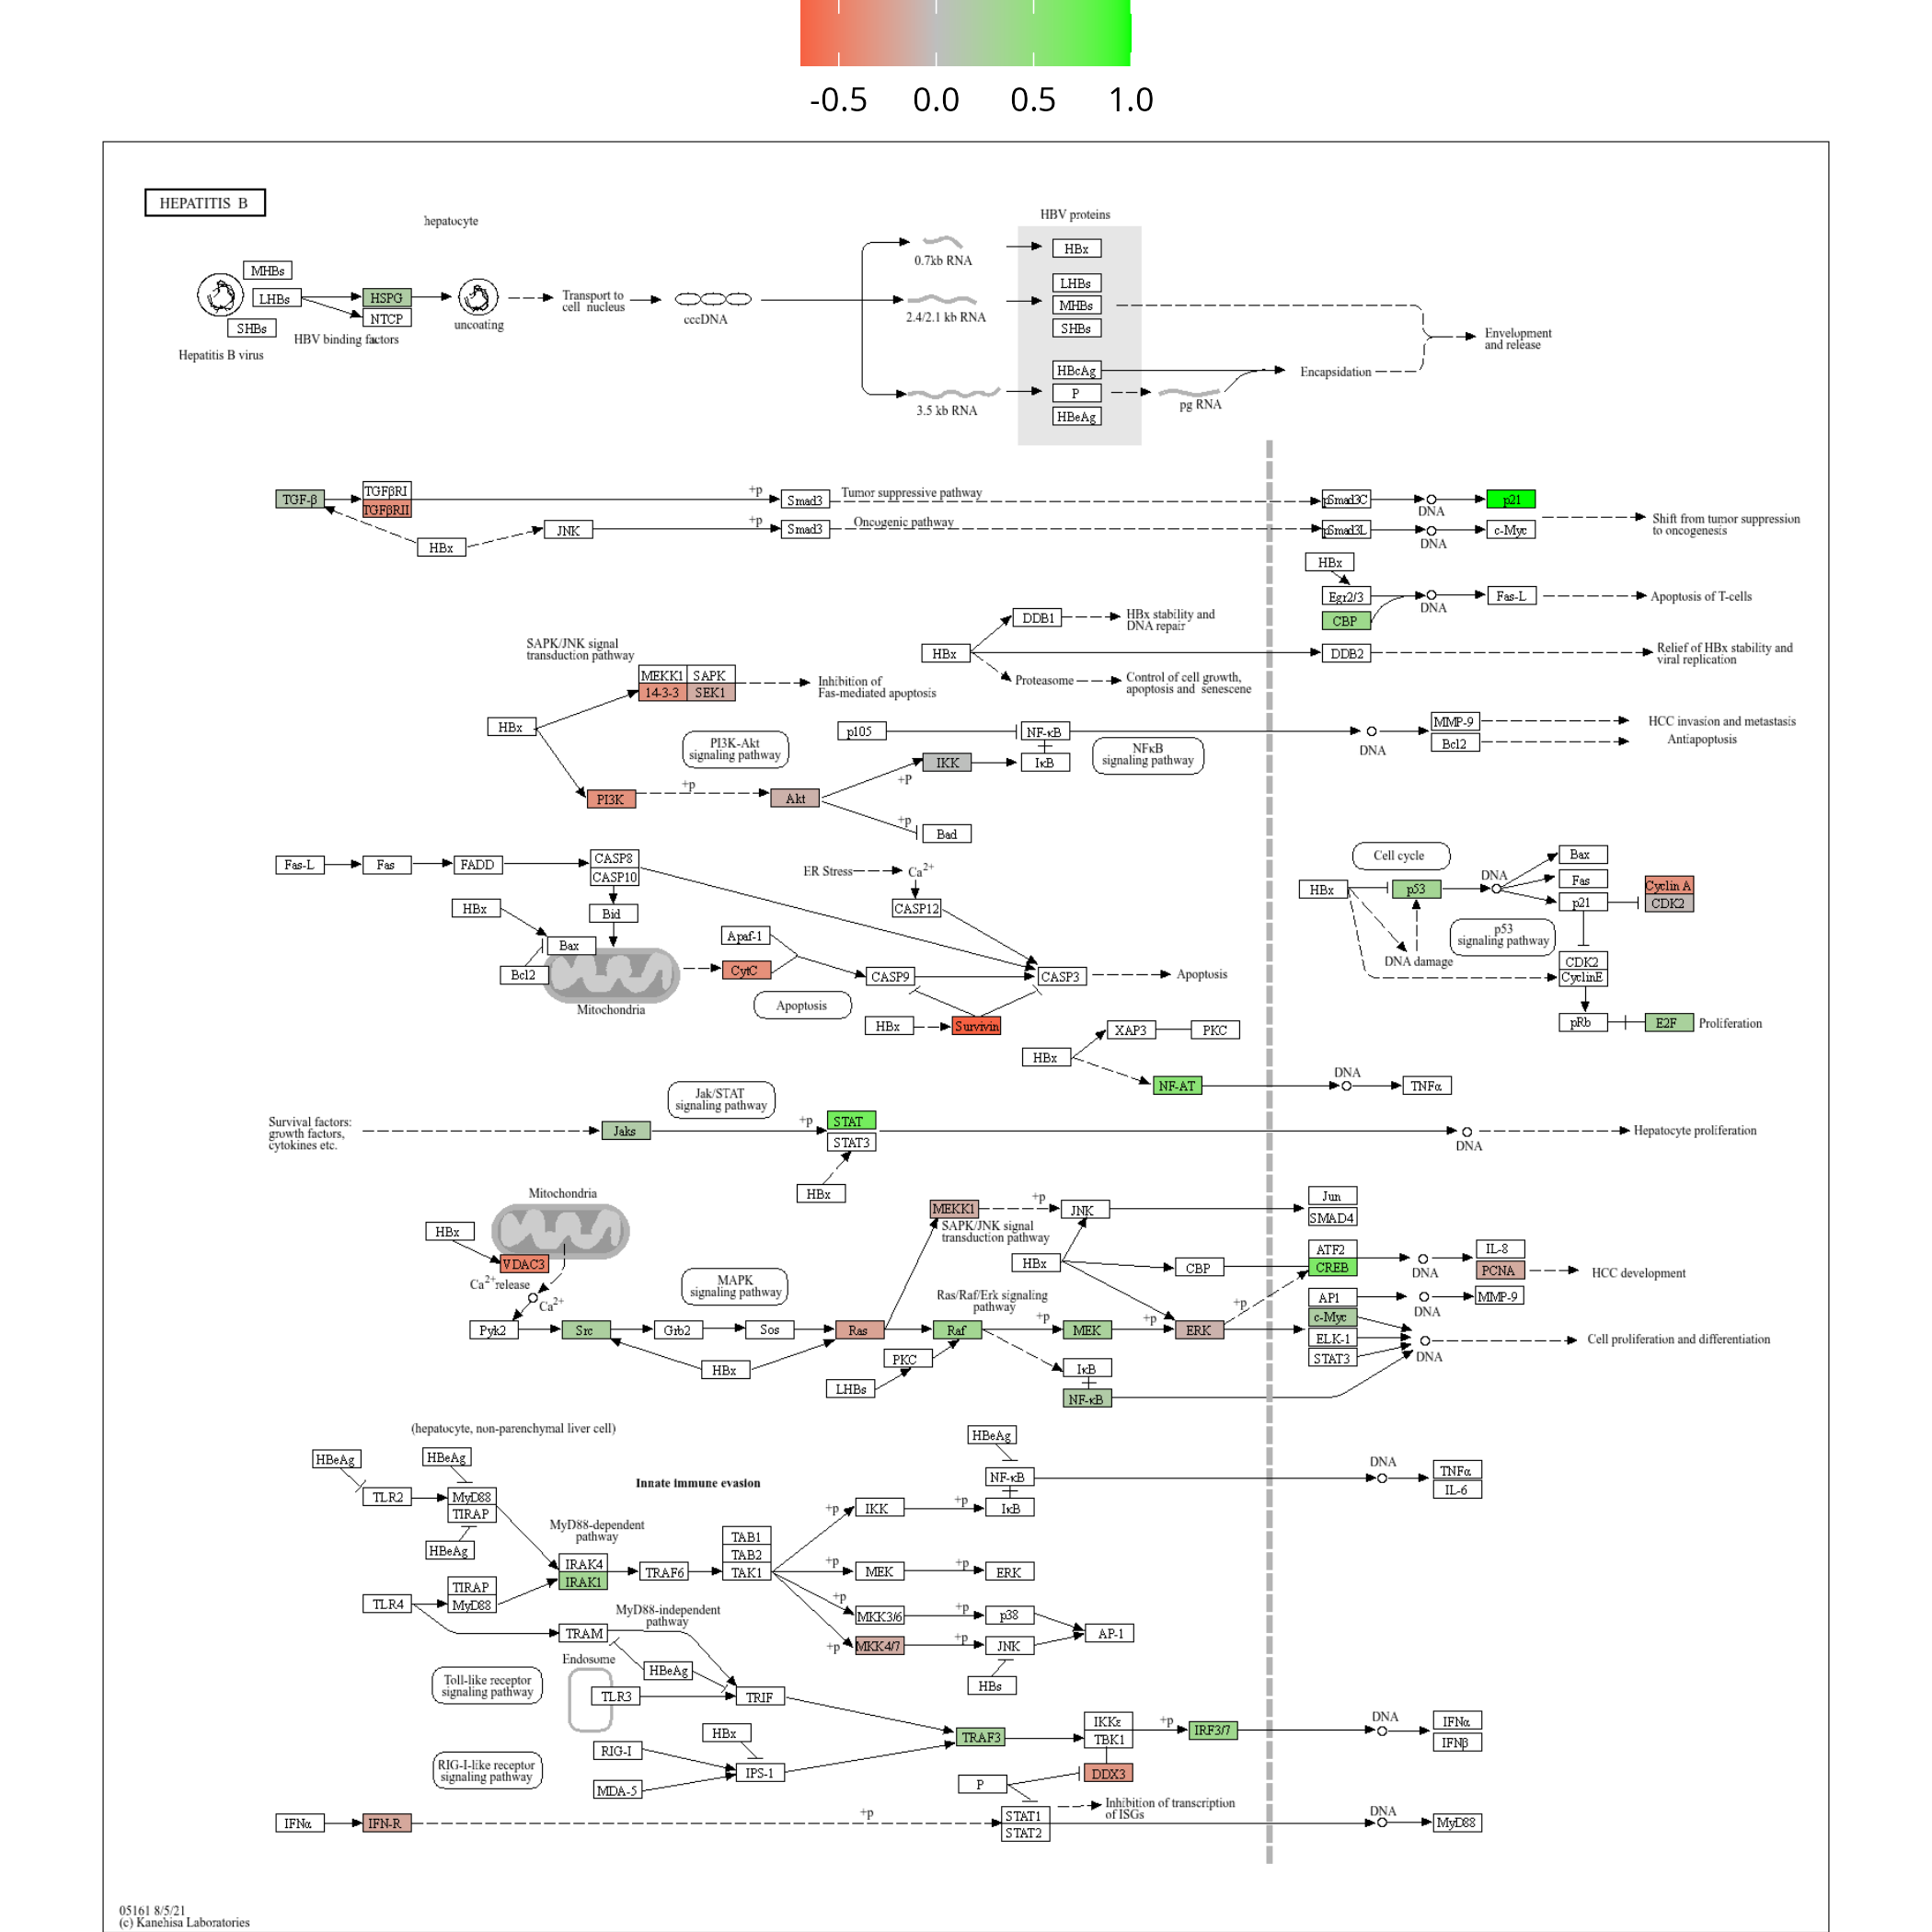 -0.5 0.0 0.5 1.0
HEPATITIS B
hepatocyte
HBV proteins
HBx
0.7kb RNA
MHBs
LHBs
HSPG
NTCP
SHBs
HBV binding factors
Hepatitis B virus
uncoating
Transport to
cell nucleus
cccDNA
2.4/2.1 kb RNA
LHBs
MHBs
SHBs
Envelopment
and release
HBcAg
P
HBeAg
3.5 kb RNA
pg RNA
Encapsidation
TGF-β
TGFβRI
TGFβRII
+p
Smad3
Tumor suppressive pathway
pSmad3C
DNA
p21
HBx
JNK
+p
Smad3
Oncogenic pathway
pSmad3L
DNA
c-Myc
Shift from tumor suppression
to oncogenesis
HBx
Egr2/3
CBP
DNA
Fas-L
Apoptosis of T-cells
HBx
DDB1
HBx stability and
DNA repair
DDB2
Relief of HBx stability and
viral replication
Proteasome
Control of cell growth,
apoptosis and senescene
SAPK/JNK signal
transduction pathway
MEKK1 SAPK
14-3-3 SEK1
Inhibition of
Fas-mediated apoptosis
HBx
PI3K-Akt
signaling pathway
p105
NF-κB
IKK
IκB
NFκB
signaling pathway
DNA
MMP-9
Bcl2
HCC invasion and metastasis
Antiapoptosis
PI3K
+p
Akt
+p
+p
Bad
Fas-L
Fas
FADD
CASP8
CASP10
ER Stress
Ca2+
CASP12
HBx
Bid
Bax
Bcl2
Mitochondria
Apaf-1
CytC
CASP9
CASP3
Apoptosis
Apoptosis
HBx
Survivin
Cell cycle
HBx
p53
DNA
Bax
Fas
p21
Cyclin A
CDK2
p53
signaling pathway
DNA damage
CDK2
CyclinE
pRb
E2F
Proliferation
HBx
XAP3
PKC
NF-AT
DNA
TNFα
Jak/STAT
signaling pathway
Survival factors:
growth factors,
cytokines etc.
Jaks
+p
STAT
STAT3
HBx
DNA
Hepatocyte proliferation
Mitochondria
HBx
VDAC3
Ca2+release
Ca2+
MAPK
signaling pathway
MEKK1
+p
JNK
SAPK/JNK signal
transduction pathway
HBx
CBP
Jun
SMAD4
ATF2
CREB
DNA
IL-8
PCNA
HCC development
AP1
DNA
MMP-9
Ras/Raf/Erk signaling
pathway
Pyk2
Src
Grb2
Sos
Ras
Raf
+p
MEK
+p
ERK
+p
c-Myc
ELK-1
STAT3
DNA
Cell proliferation and differentiation
HBx
PKC
LHBs
IκB
NF-κB
(hepatocyte, non-parenchymal liver cell)
Innate immune evasion
HBeAg
HBeAg
TLR2
MyD88
TIRAP
HBeAg
MyD88-dependent
pathway
IRAK4
IRAK1
TRAF6
TAB1
TAB2
TAK1
HBeAg
NF-κB
+p
IKK
+p
IκB
DNA
TNFα
IL-6
+p
MEK
+p
ERK
TLR4
TIRAP
MyD88
+p
MKK3/6
+p
p38
+p
MKK4/7
+p
JNK
AP-1
HBs
MyD88-independent
pathway
TRAM
Endosome
HBeAg
TLR3
TRIF
Toll-like receptor
signaling pathway
HBx
RIG-I
IPS-1
MDA-5
RIG-I-like receptor
signaling pathway
TRAF3
IKKε
TBK1
+p
IRF3/7
DNA
IFNα
IFNβ
DDX3
P
Inhibition of transcription
of ISGs
IFNα
IFN-R
+p
STAT1
STAT2
DNA
MyD88
05161 8/5/21
(c) Kanehisa Laboratories